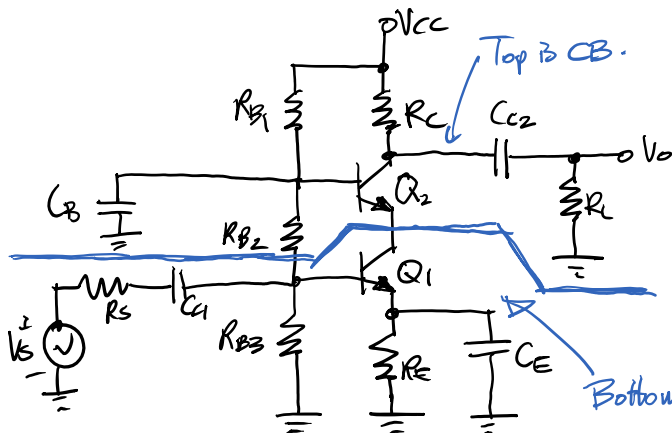 VCC
Top is CB.
RB1
RC
CC2
Vo
Q2
RL
CB
RB2
Q1
RS
CC1
VS
RB3
RE
CE
Bottom